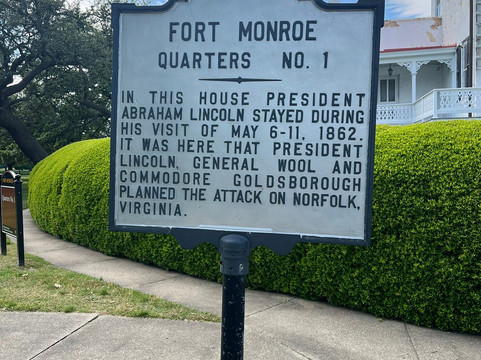 FORT MONROE
QUARTERS NO. 1
IN THIS HOUSE PRESIDENT
ABRAHAM LINCOLN STAYED DURING
HIS VISIT OF MAY 6-11, 1862.
IT WAS HERE THAT PRESIDENT
LINCOLN, GENERAL WOOL AND
COMMODORE GOLDSBOROUGH
PLANNED THE ATTACK ON NORFOLK,
VIRGINIA.